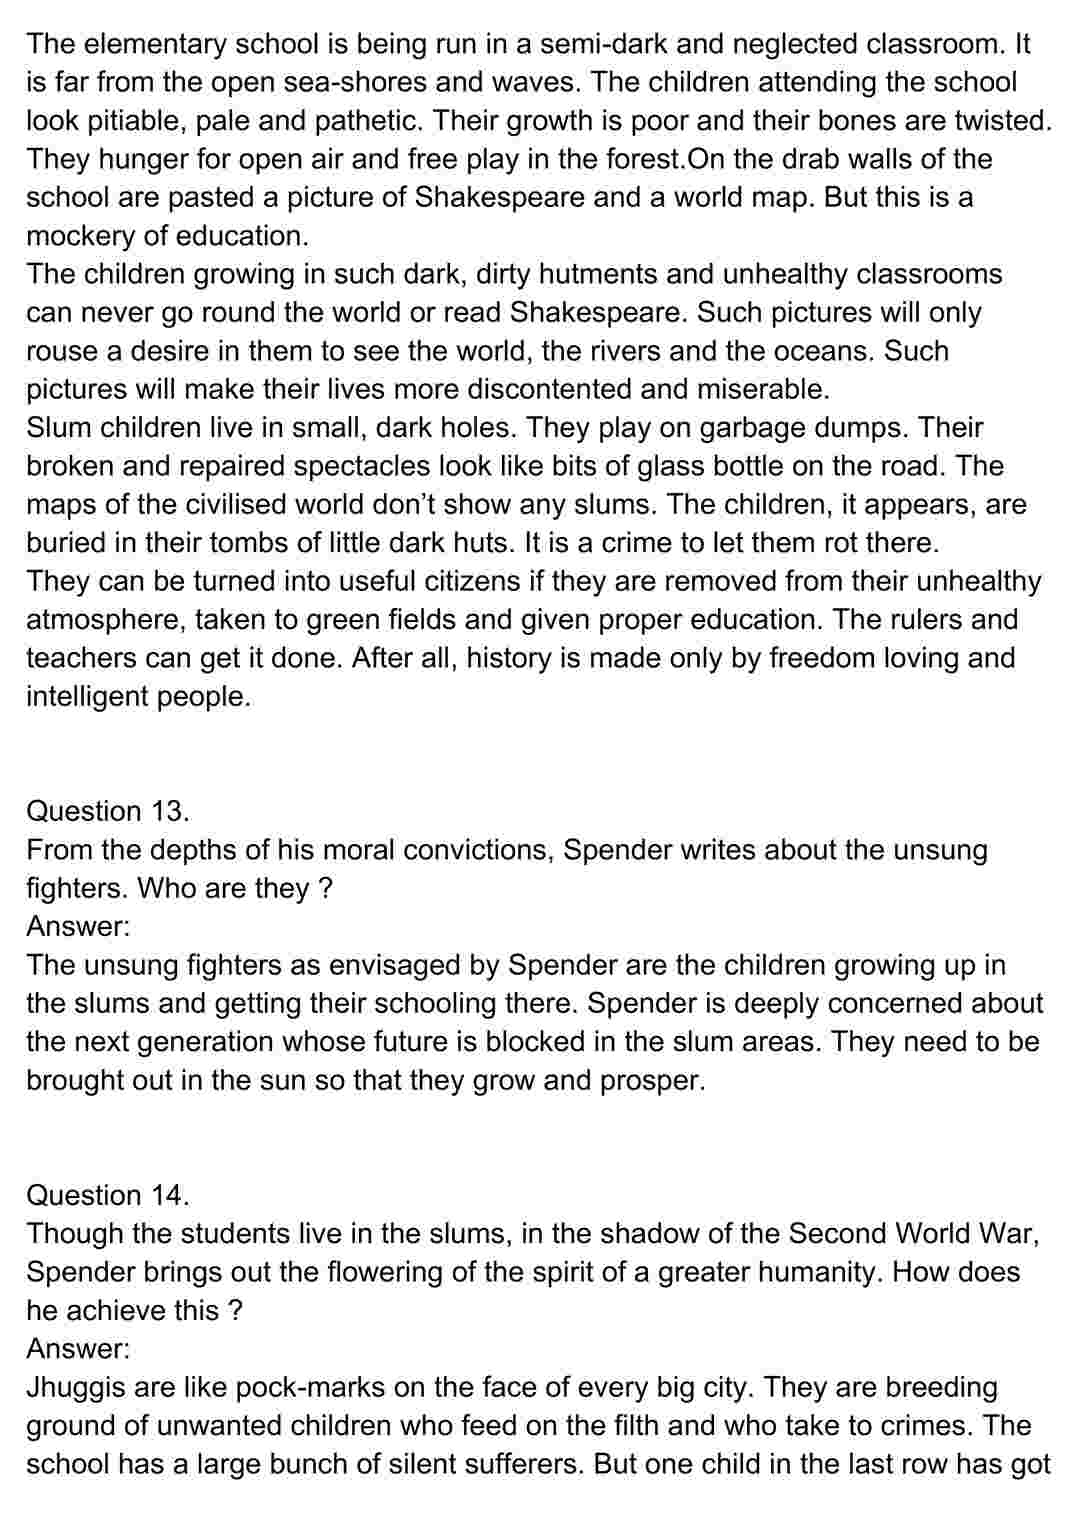 The elementary school is being run in a semi-dark and neglected classroom. It
is far from the open sea-shores and waves. The children attending the school
look pitiable, pale and pathetic. Their growth is poor and their bones are twisted.
They hunger for open air and free play in the forest.On the drab walls of the
school are pasted a picture of Shakespeare and a world map. But this is a
mockery of education.
The children growing in such dark, dirty hutments and unhealthy classrooms
can never go round the world or read Shakespeare. Such pictures will only
rouse a desire in them to see the world, the rivers and the oceans. Such
pictures will make their lives more discontented and miserable.
Slum children live in small, dark holes. They play on garbage dumps. Their
broken and repaired spectacles look like bits of glass bottle on the road. The
maps of the civilised world don’t show any slums. The children, it appears, are
buried in their tombs of little dark huts. It is a crime to let them rot there.
They can be turned into useful citizens if they are removed from their unhealthy
atmosphere, taken to green fields and given proper education. The rulers and
teachers can get it done. After all, history is made only by freedom loving and
intelligent people.
Question 13.
From the depths of his moral convictions, Spender writes about the unsung
fighters. Who are they ?
Answer:
The unsung fighters as envisaged by Spender are the children growing up in
the slums and getting their schooling there. Spender is deeply concerned about
the next generation whose future is blocked in the slum areas. They need to be
brought out in the sun so that they grow and prosper.
Question 14.
Though the students live in the slums, in the shadow of the Second World War,
Spender brings out the flowering of the spirit of a greater humanity. How does
he achieve this ?
Answer:
Jhuggis are like pock-marks on the face of every big city. They are breeding
ground of unwanted children who feed on the filth and who take to crimes. The
school has a large bunch of silent sufferers. But one child in the last row has got